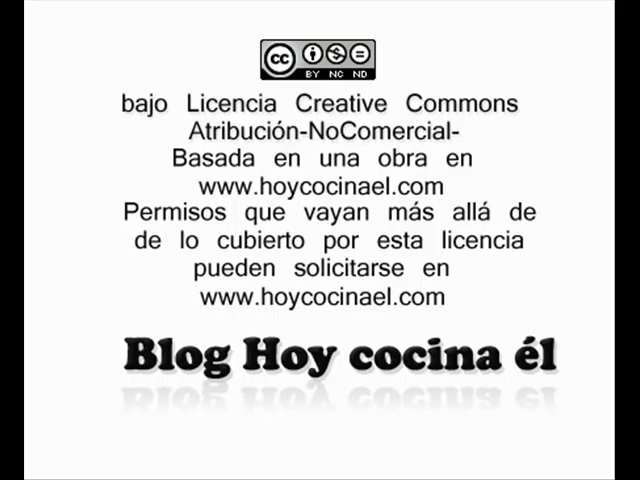 cc
BY NC ND
bajo Licencia Creative Commons
Atribución-NoComercial-
Basada en una obra en
www.hoycocinael.com
Permisos que vayan más allá de
de lo cubierto por esta licencia
pueden solicitarse en
www.hoycocinael.com
Blog Hoy cocina él